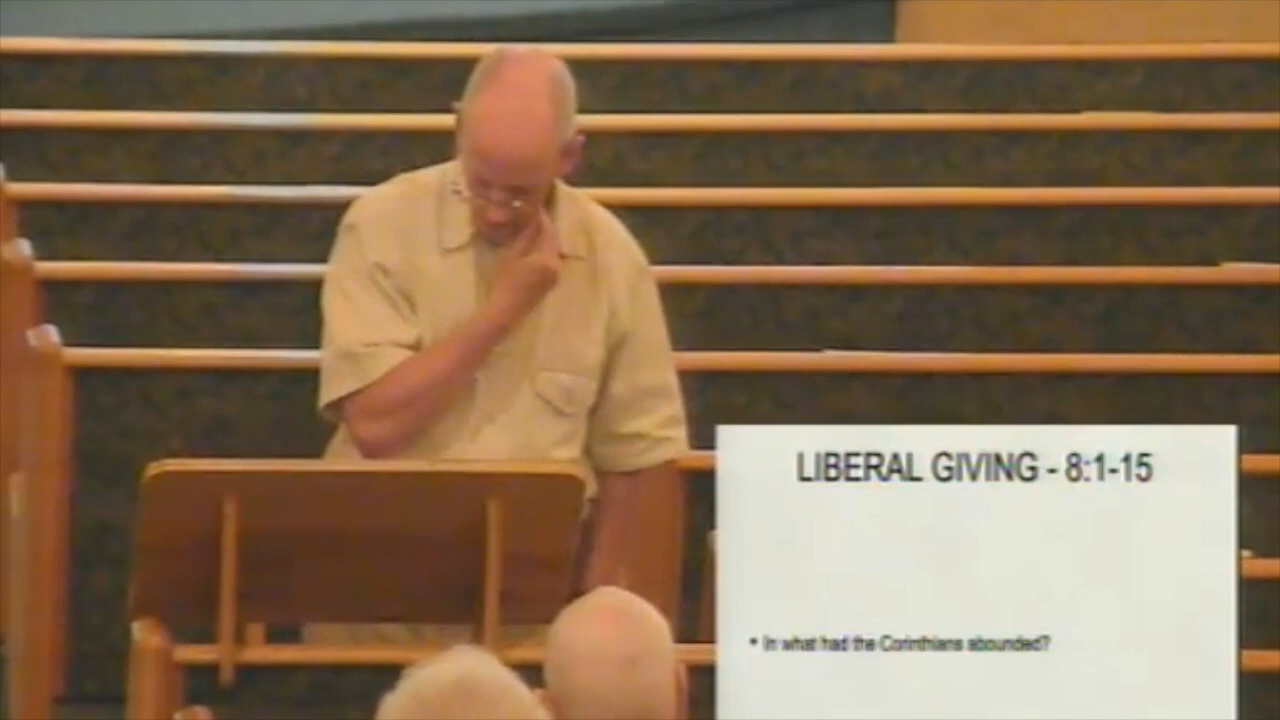 LIBERAL GIVING - 8:1-15
• In what had the Corinthians abounded?